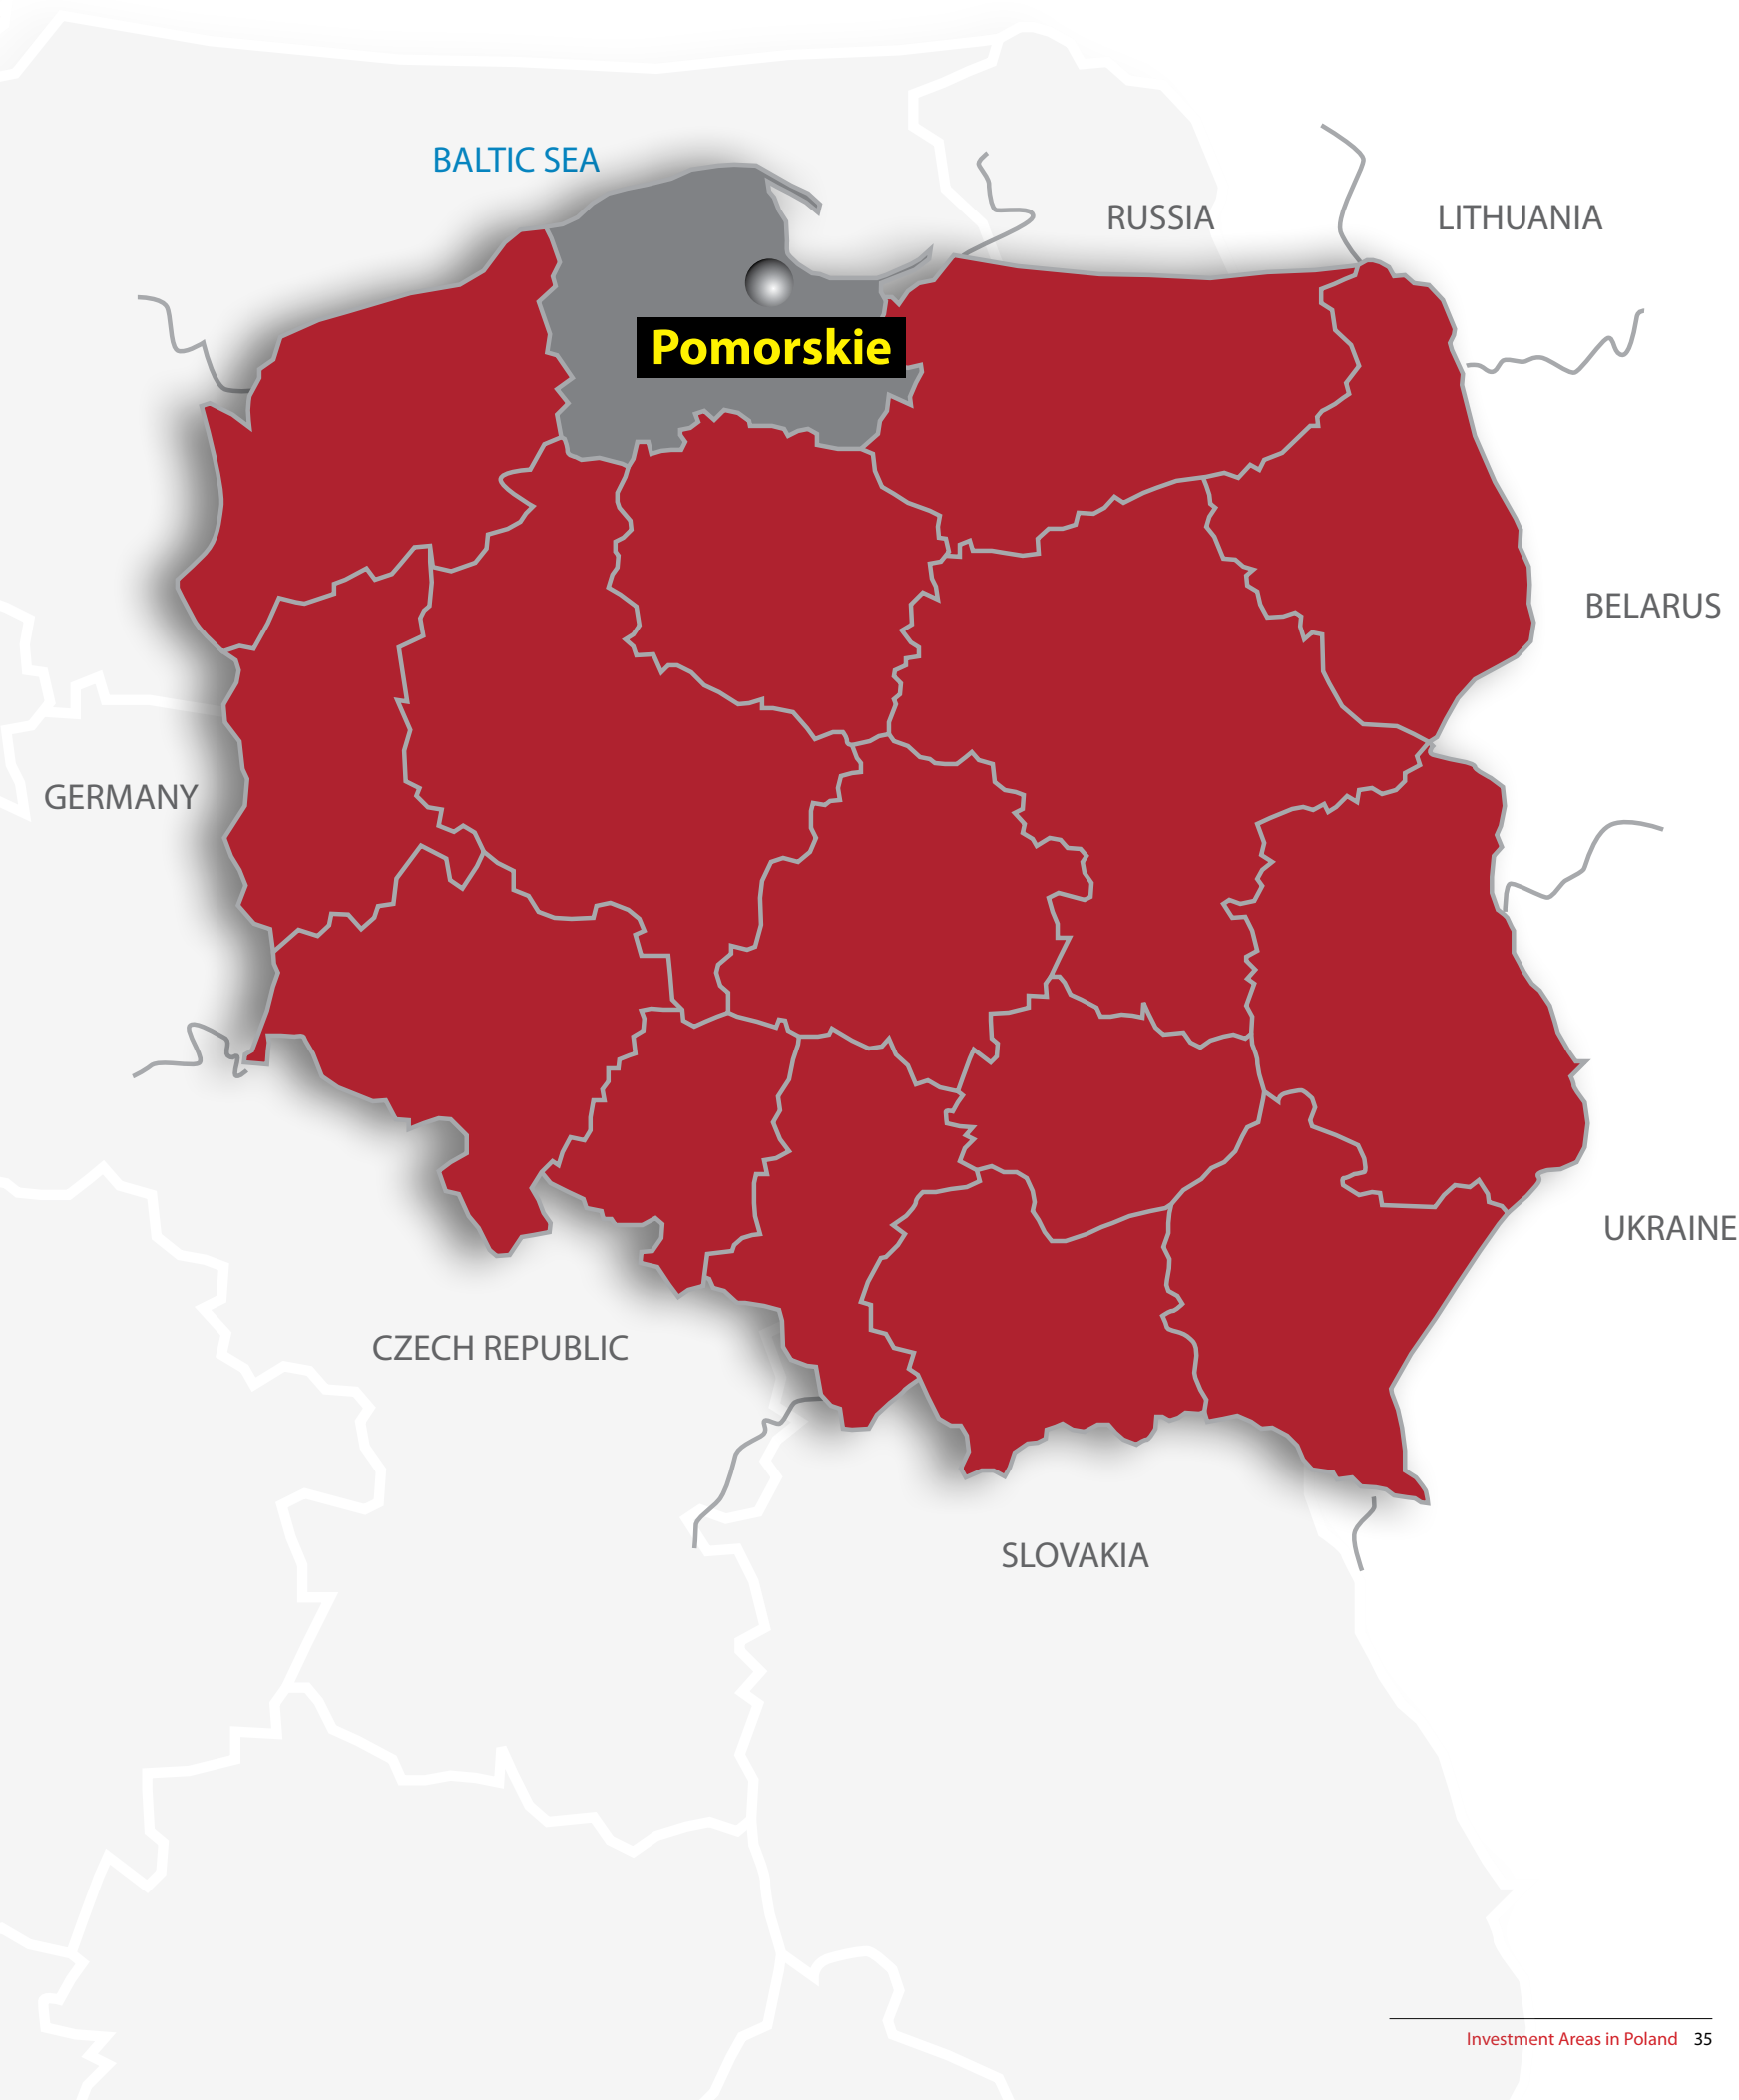 BALTIC SEA
RUSSIA
LITHUANIA
Pomorskie
BELARUS
GERMANY
UKRAINE
CZECH REPUBLIC
SLOVAKIA
Investment Areas in Poland 35